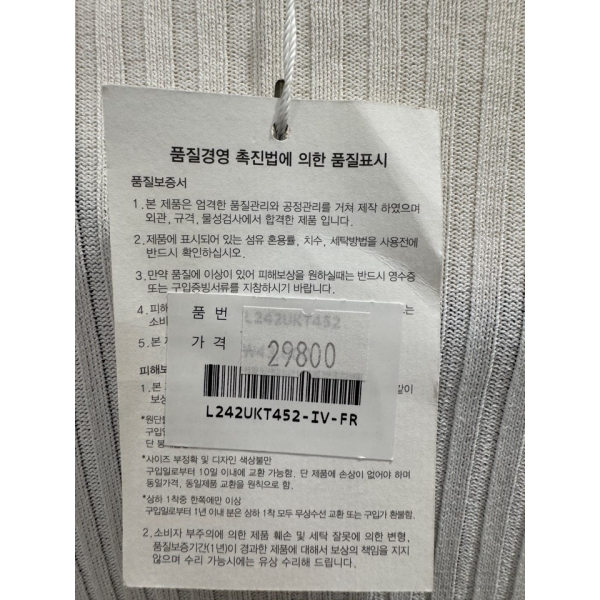 품질경영 촉진법에 의한 품질표시
품질보증서
1.본 제품은 엄격한 품질관리와 공정관리를 거쳐 제작 하였으며
외관, 규격, 물성검사에서 합격한 제품 입니다.
2.제품에 표시되어 있는 섬유 혼용률, 치수, 세탁방법을 사용전에
반드시 확인하십시오.
3.만약 품질에 이상이 있어 피해보상을 원하실때는 반드시 영수증
또는 구입증빙서류를 지참하시기 바랍니다.
4.
5.본
품번 L242UKT452
가격 29800
L242UKT452-IV-FR
1.본
*사이즈 부정확 및 디자인 색상불만
구입일로부터 10일 이내에 교환 가능함. 단 제품에 손상이 없어야 하며
동일가격, 동일제품 교환을 원칙으로 함.
*상하 1착중 한쪽에만 이상
구입일로부터 1년 이내 분은 상하 1착 모두 무상수선 교환 또는 구입가 환불함.
2.소비자 부주의에 의한 제품 훼손 및 세탁 잘못에 의한 변형,
품질보증기간(1년)이 경과한 제품에 대해서 보상의 책임을 지지
않으며 수리 가능시에는 유상 수리해 드립니다.